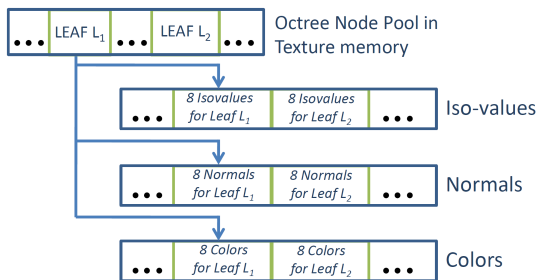 ••• LEAF L1 ••• LEAF L2 •••
Octree Node Pool in
Texture memory
••• 8 Isovalues 8 Isovalues •••
for Leaf L1 for Leaf L2
Iso-values
••• 8 Normals 8 Normals •••
for Leaf L1 for Leaf L2
Normals
••• 8 Colors 8 Colors •••
for Leaf L1 for Leaf L2
Colors